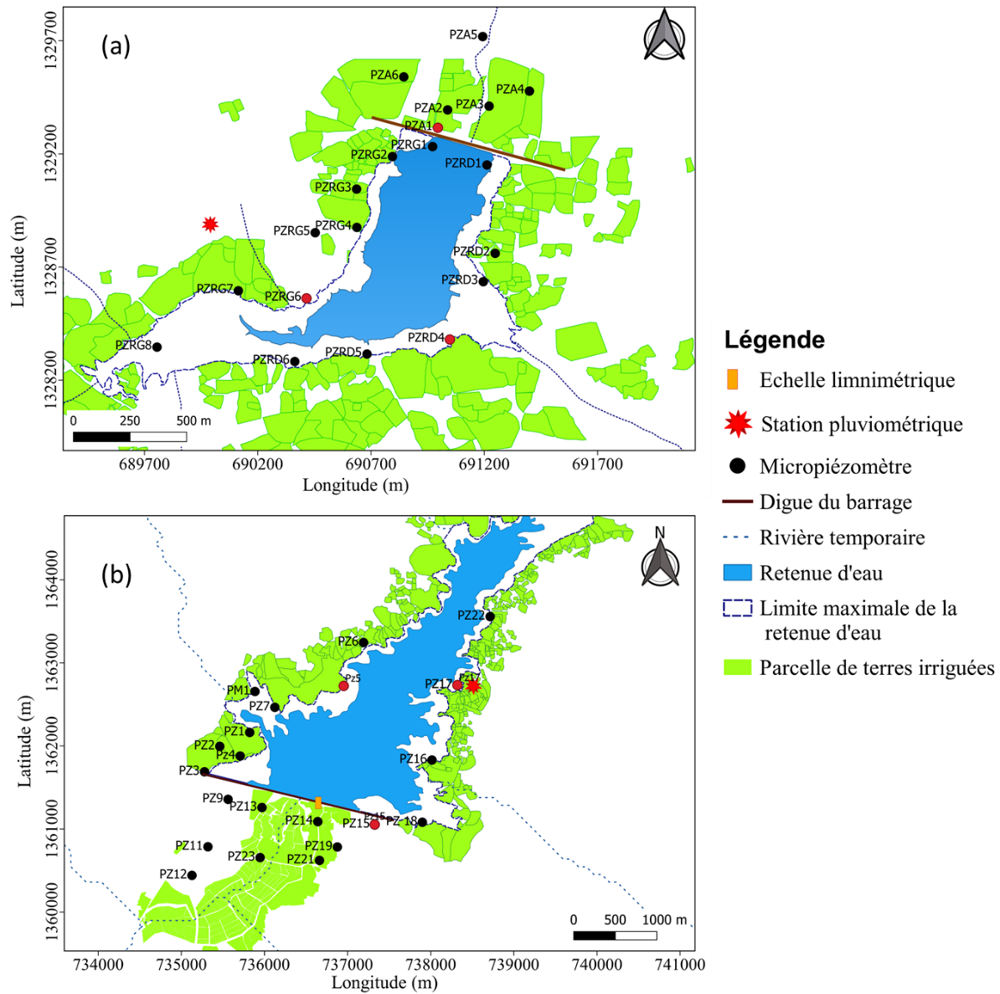 (a)
PZA5
PZA6
PZA4
PZA2
PZA3
PZA1
PZRG1
PZRG2
PZRD1
PZRG3
PZRG4
PZRG5
PZRD2
PZRD3
PZRG7
PZRG6
PZRG8
PZRD4
PZRD5
PZRD6
0 250 500 m
1329700
1329200
1328700
1328200
Latitude (m)
689700 690200 690700 691200 691700
Longitude (m)
Légende
Echelle limnimétrique
Station pluviométrique
Micropiézomètre
Digue du barrage
Rivière temporaire
Retenue d'eau
Limite maximale de la
retenue d'eau
Parcelle de terres irriguées
(b)
N
PZ22
PZ6
Pz5
PZ17
Pz17
PM1
PZ7
PZ1
PZ2
Pz4
PZ3
PZ16
PZ9
PZ13
PZ14
Pz15
PZ15
PZ 18
PZ11
PZ19
PZ23
PZ21
PZ12
0 500 1000 m
1364000
1363000
1362000
1361000
1360000
Latitude (m)
734000 735000 736000 737000 738000 739000 740000 741000
Longitude (m)